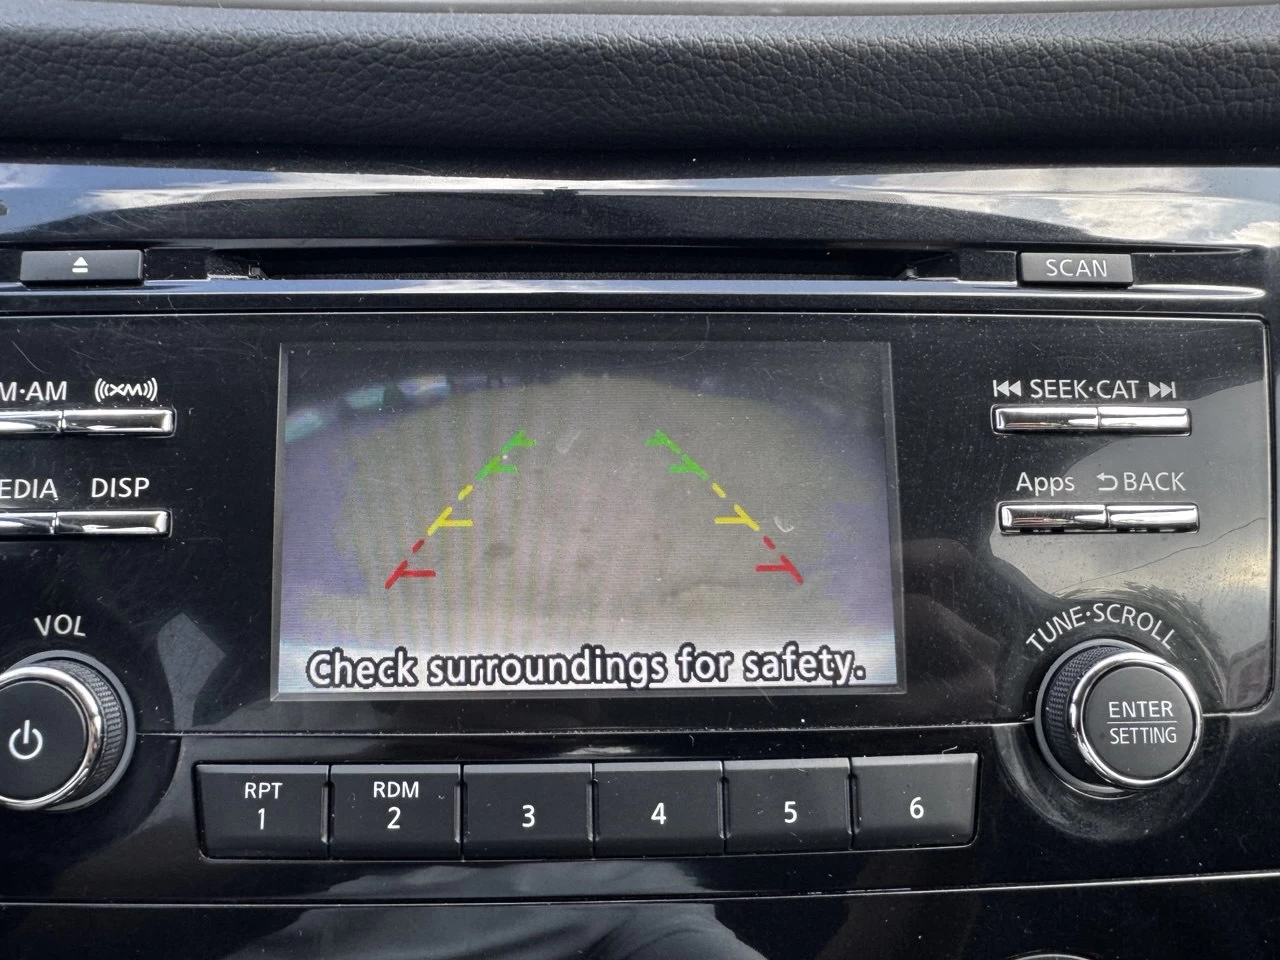 SCAN
M·AM XM
SEEK·CAT
EDIA DISP
Apps BACK
VOL
TUNE·SCROLL
Check surroundings for safety.
ENTER
SETTING
RPT
1
RDM
2
3
4
5
6